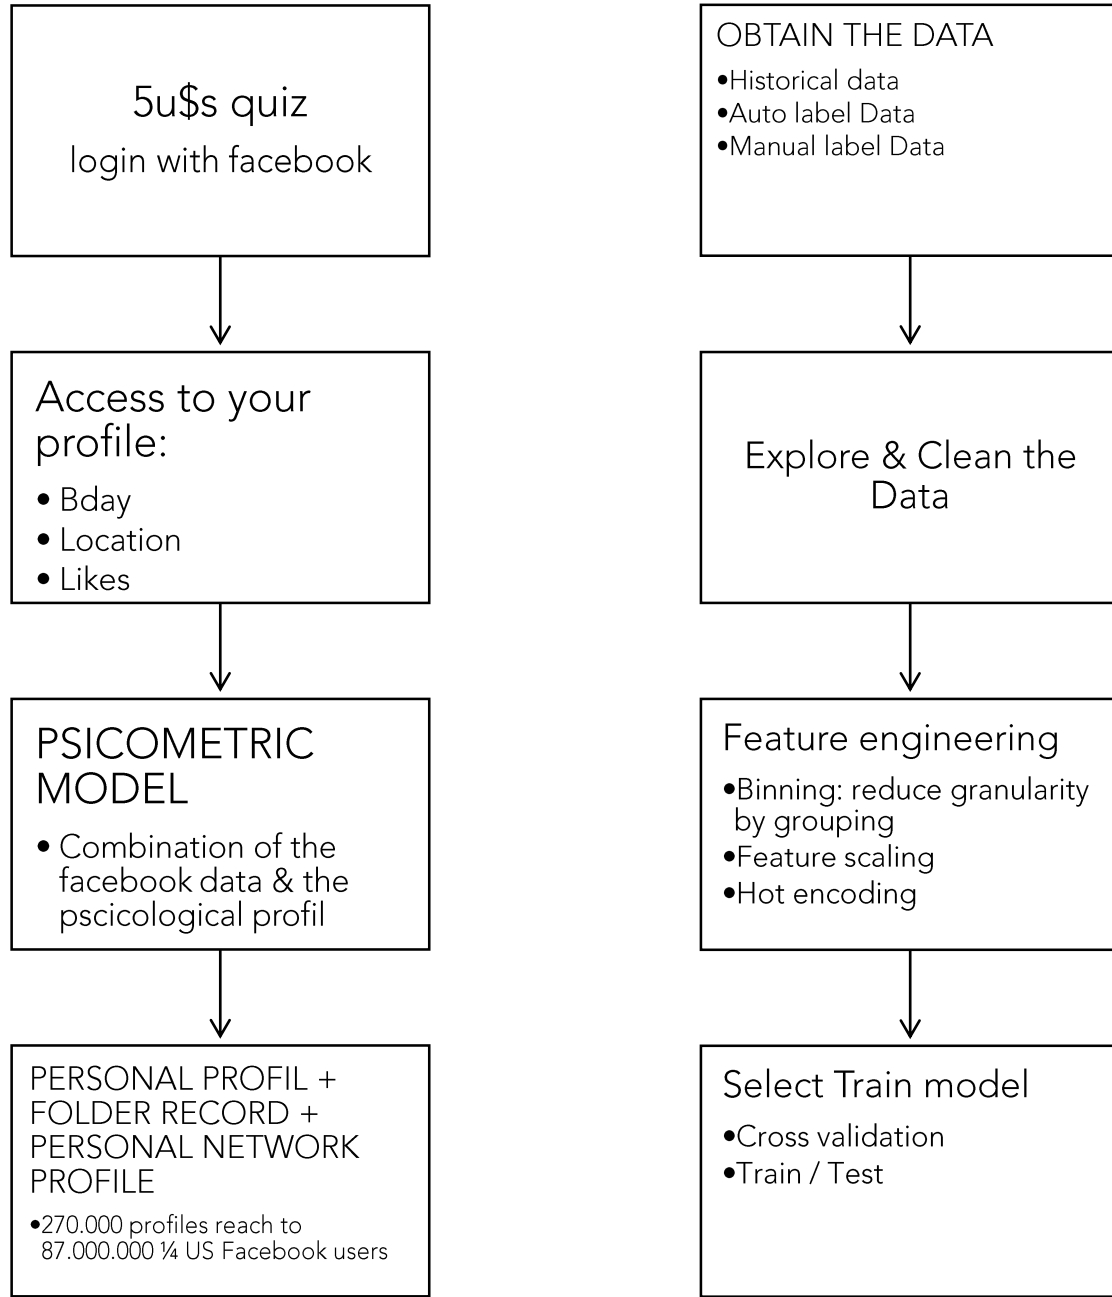 5u$s quiz
login with facebook
Access to your
profile:
• Bday
• Location
• Likes
PSICOMETRIC
MODEL
• Combination of the
facebook data & the
pscicological profil
PERSONAL PROFIL +
FOLDER RECORD +
PERSONAL NETWORK
PROFILE
•270.000 profiles reach to
87.000.000 ¼ US Facebook users
OBTAIN THE DATA
•Historical data
•Auto label Data
•Manual label Data
Explore & Clean the
Data
Feature engineering
•Binning: reduce granularity
by grouping
•Feature scaling
•Hot encoding
Select Train model
•Cross validation
•Train / Test